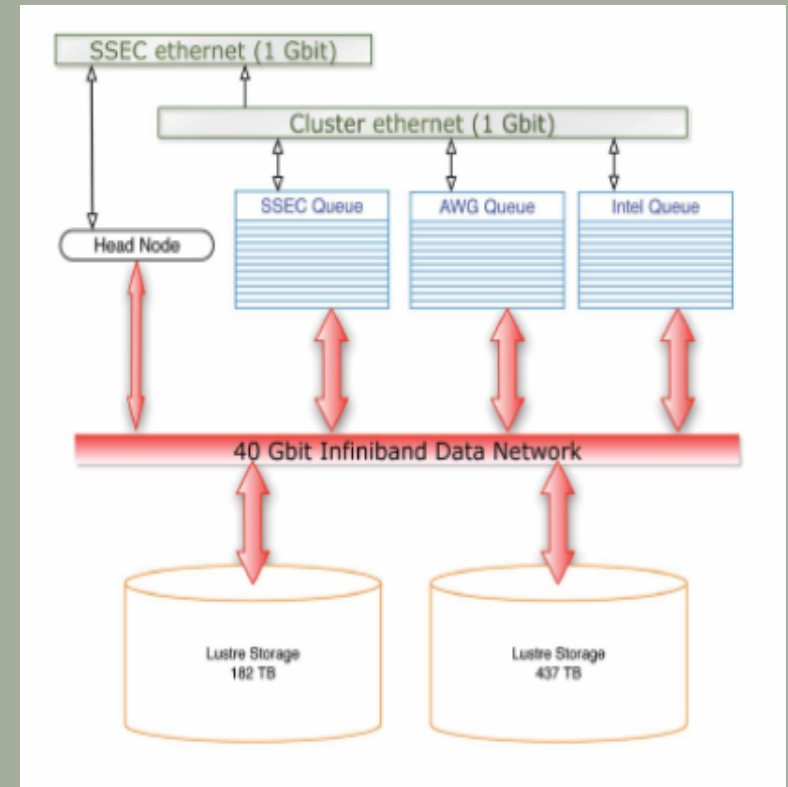 SSEC ethernet (1 Gbit)
Cluster ethernet (1 Gbit)
SSEC Queue
AWG Queue
Intel Queue
Head Node
40 Gbit Infiniband Data Network
Lustre Storage
182 TB
Lustre Storage
437 TB